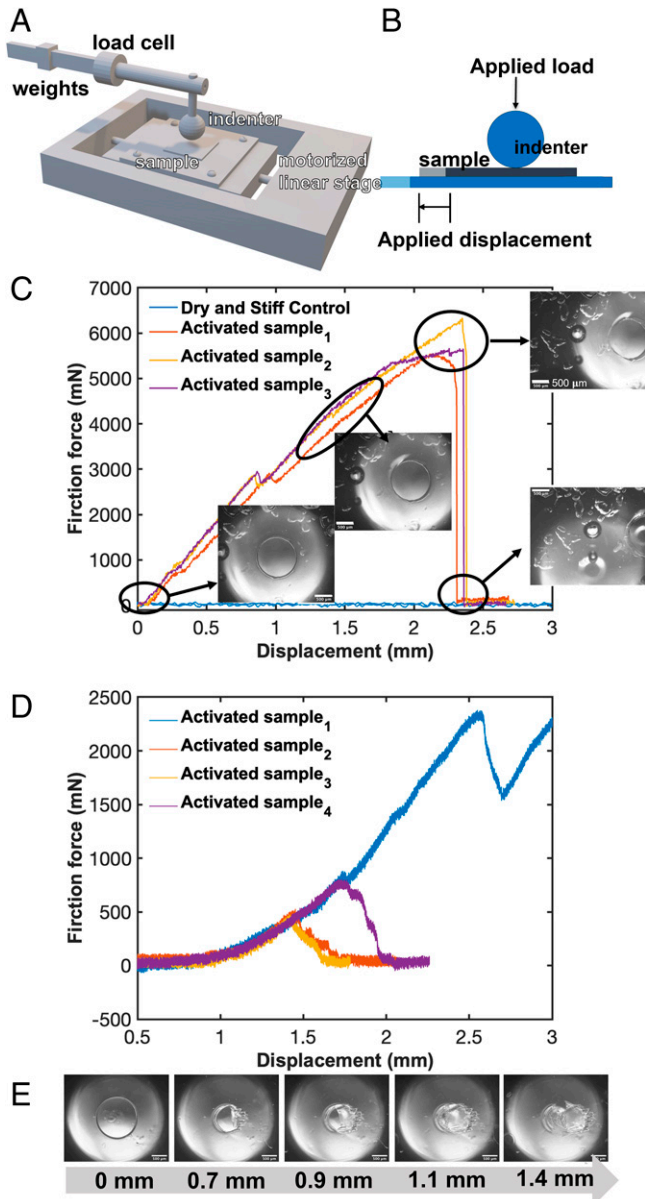 A
load cell
weights
indenter
sample
motorized
linear stage
B
Applied load
indenter
sample
Applied displacement
C
7000
6000
5000
4000
3000
2000
1000
0
Firction force (mN)
Dry and Stiff Control
Activated sample1
Activated sample2
Activated sample3
500 μm
0
0.5
1
1.5
2
2.5
3
Displacement (mm)
D
2500
2000
1500
1000
500
0
-500
Firction force (mN)
Activated sample1
Activated sample2
Activated sample3
Activated sample4
0.5
1
1.5
2
2.5
3
Displacement (mm)
E
0 mm
0.7 mm
0.9 mm
1.1 mm
1.4 mm